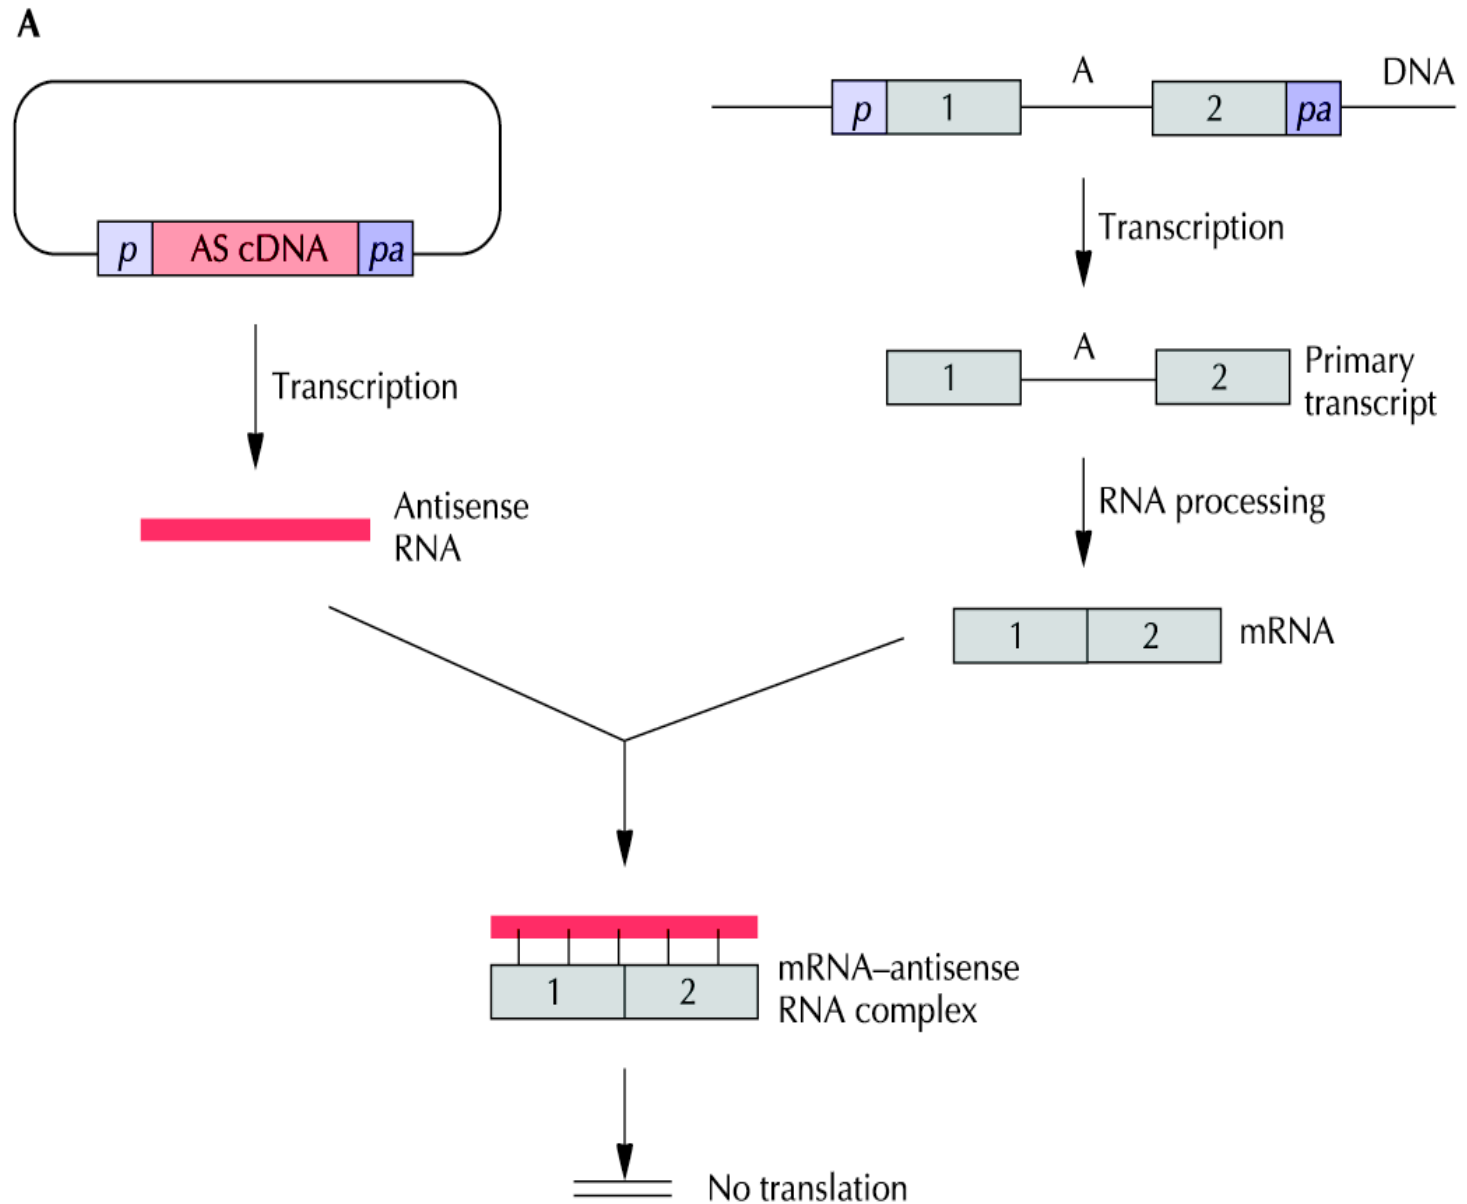 A
p AS cDNA pa
Transcription
Antisense
RNA
p 1 A 2 pa DNA
Transcription
1 A 2 Primary
transcript
RNA processing
1 2 mRNA
1 2 mRNA–antisense
RNA complex
No translation